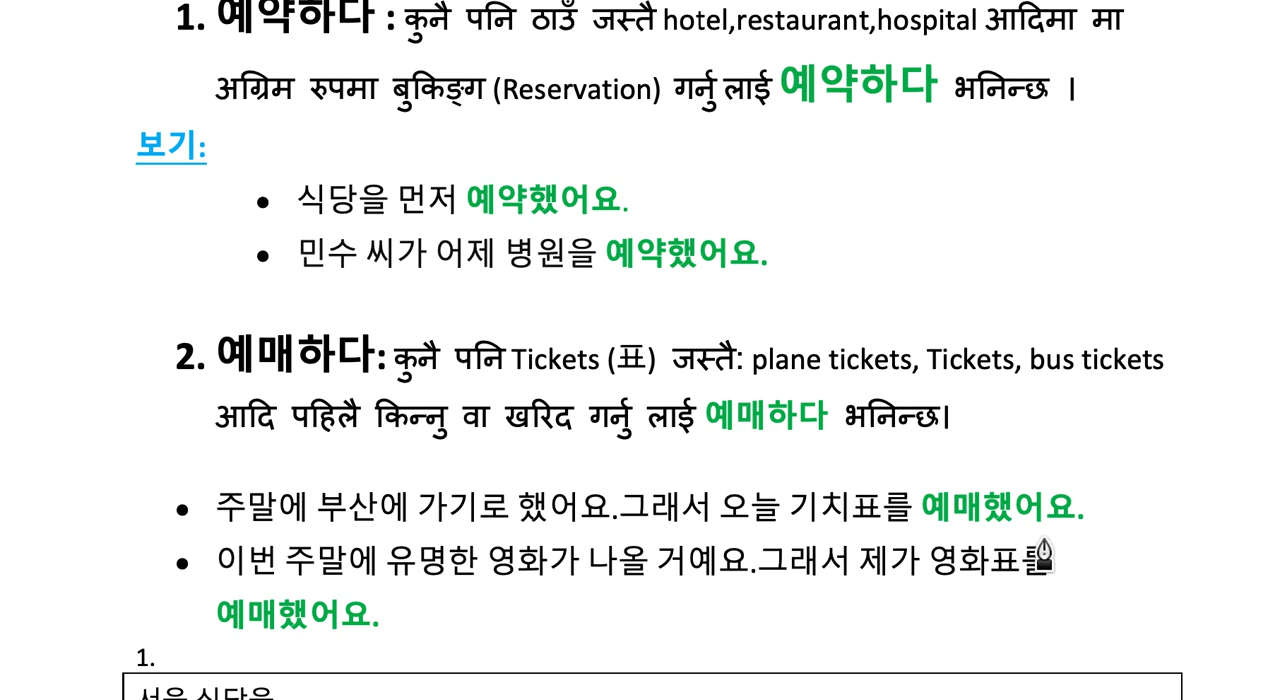 1. 예약하다 : कुनै पनि ठाउँ जस्तै hotel,restaurant,hospital आदिमा मा
अग्रिम रुपमा बुकिङ्ग (Reservation) गर्नु लाई 예약하다 भनिन्छ ।
보기:
• 식당을 먼저 예약했어요.
• 민수 씨가 어제 병원을 예약했어요.
2. 예매하다: कुनै पनि Tickets (표) जस्तै: plane tickets, Tickets, bus tickets
आदि पहिलै किन्नु वा खरिद गर्नु लाई 예매하다 भनिन्छ।
• 주말에 부산에 가기로 했어요.그래서 오늘 기치표를 예매했어요.
• 이번 주말에 유명한 영화가 나올 거예요.그래서 제가 영화표를
예매했어요.
1.
서울 식당을